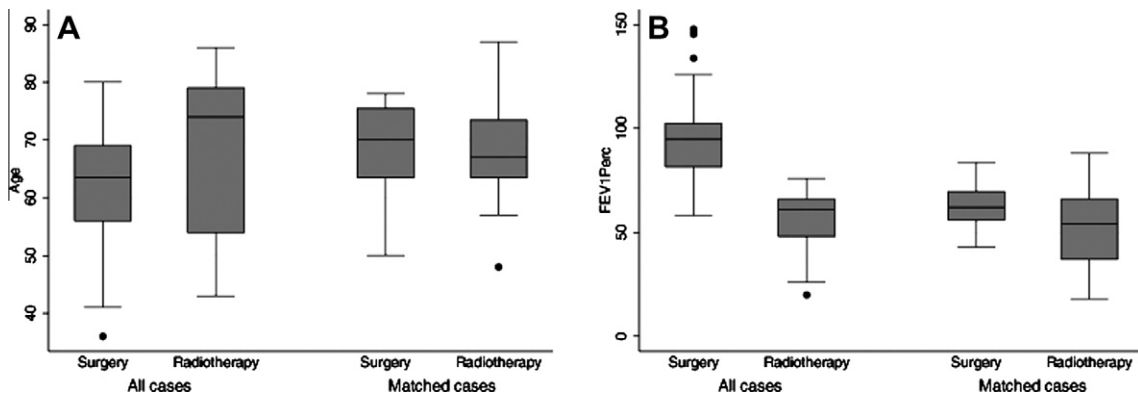 A
90
80
70
60
50
40
Age
Surgery Radiotherapy Surgery Radiotherapy
All cases Matched cases
B
150
100
50
0
FEV1Perc
Surgery Radiotherapy Surgery Radiotherapy
All cases Matched cases